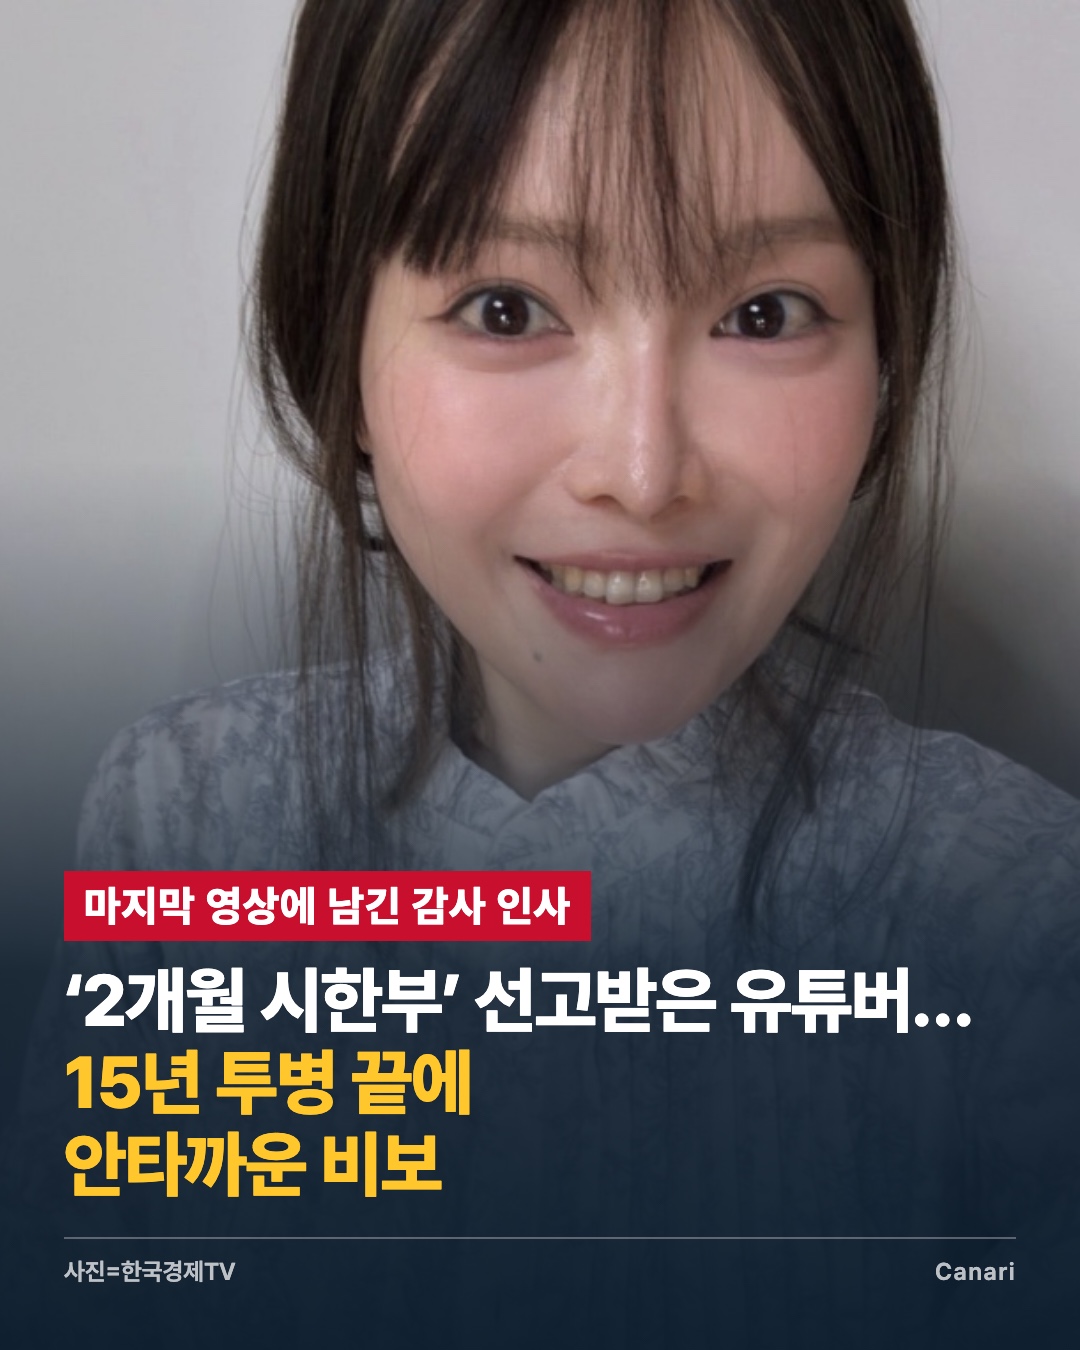 마지막 영상에 남긴 감사 인사
‘2개월 시한부’ 선고받은 유튜버...
15년 투병 끝에
안타까운 비보
사진=한국경제TV
Canari